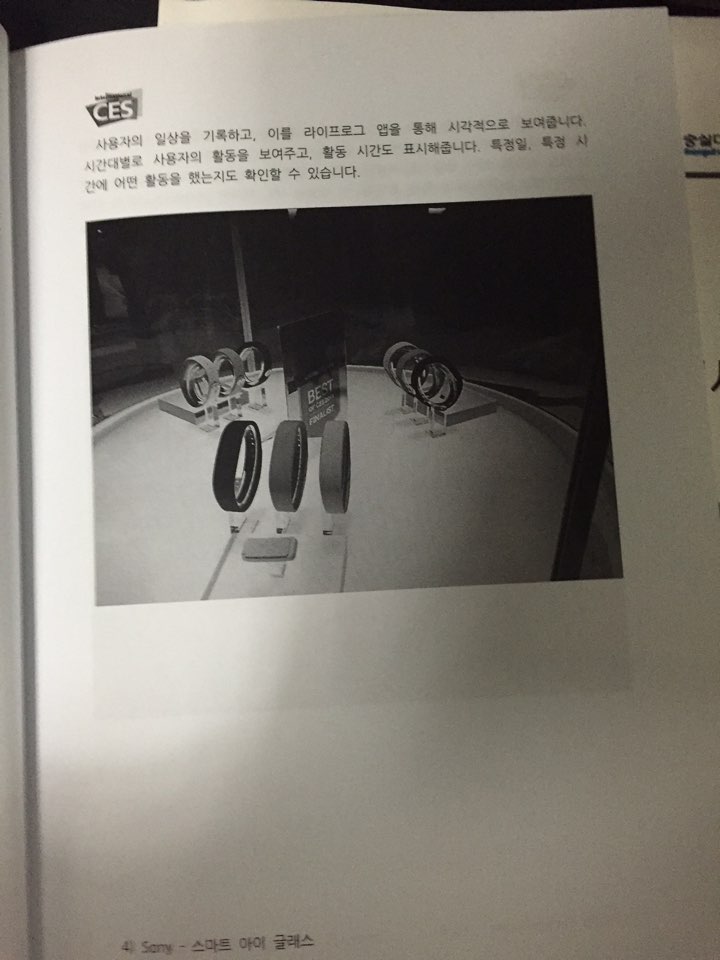 International
CES
사용자의 일상을 기록하고, 이를 라이프로그 앱을 통해 시각적으로 보여줍니다.
시간대별로 사용자의 활동을 보여주고, 활동 시간도 표시해줍니다. 특정일, 특정 시
간에 어떤 활동을 했는지도 확인할 수 있습니다.
BEST
FINALIST
4) Sony - 스마트 아이 글래스
숭실대